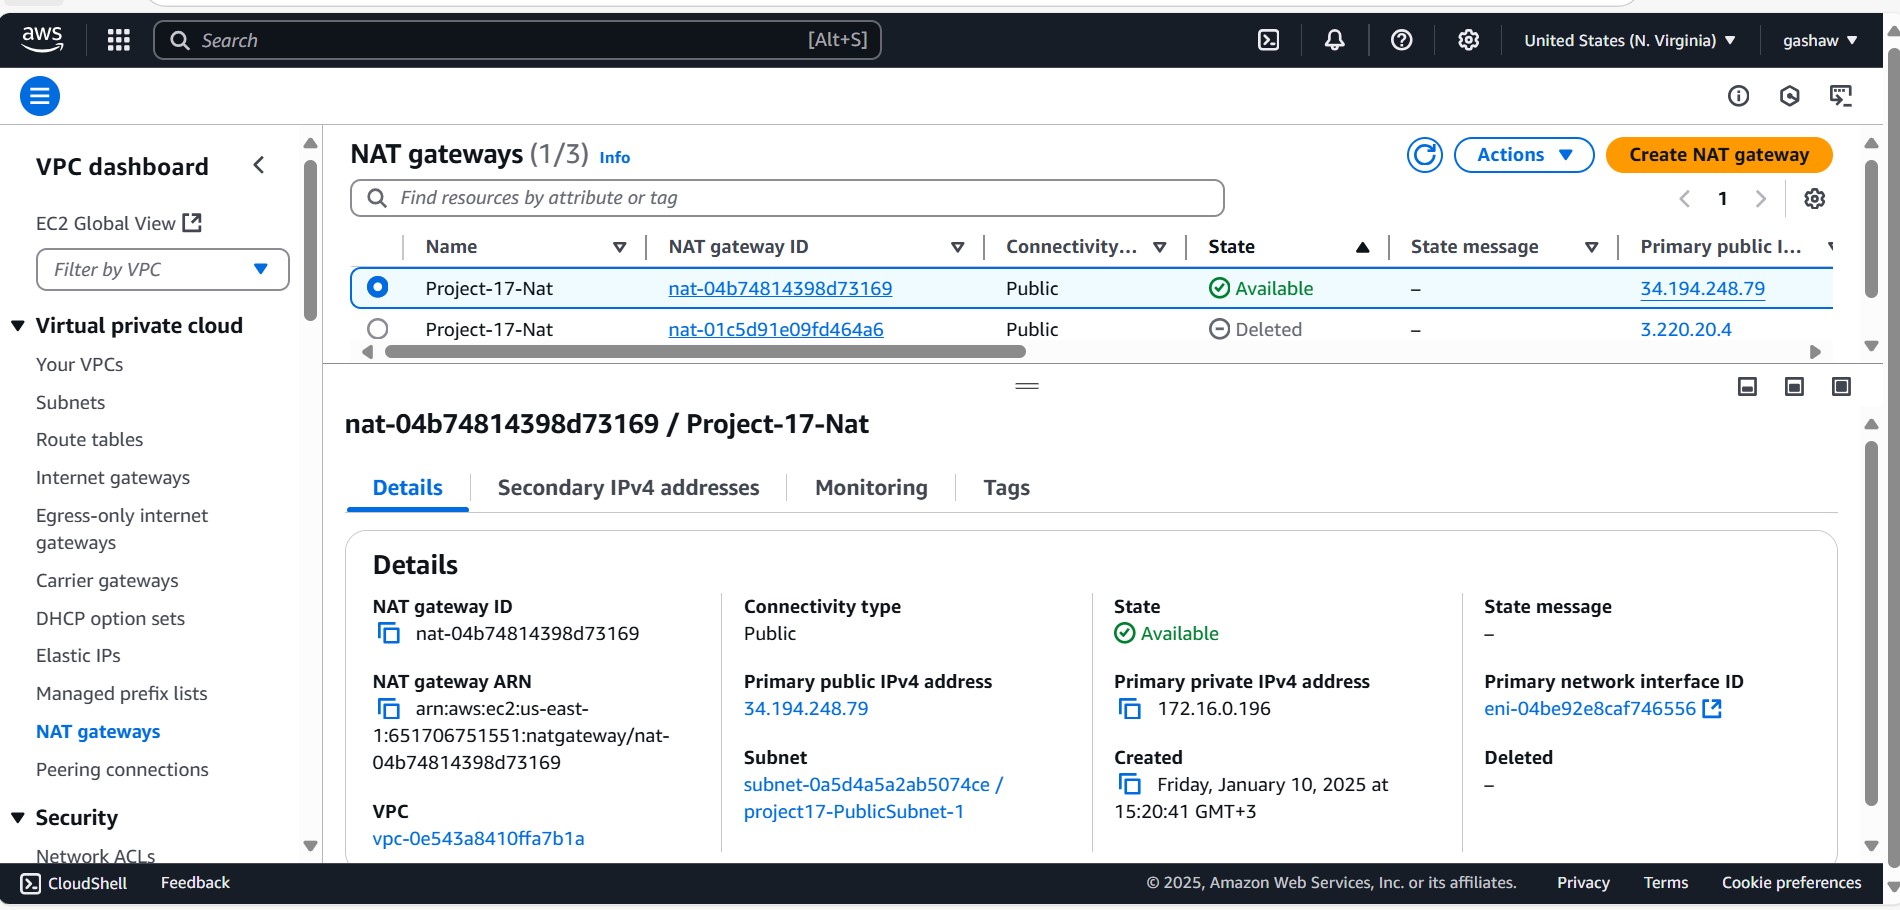 aws
Search [Alt+S]
United States (N. Virginia)
gashaw
VPC dashboard
EC2 Global View
Filter by VPC
Virtual private cloud
Your VPCs
Subnets
Route tables
Internet gateways
Egress-only internet
gateways
Carrier gateways
DHCP option sets
Elastic IPs
Managed prefix lists
NAT gateways
Peering connections
Security
Network ACLs
NAT gateways (1/3) Info
Actions
Create NAT gateway
Find resources by attribute or tag
1
Name NAT gateway ID Connectivity... State State message Primary public I...
Project-17-Nat nat-04b74814398d73169 Public Available – 34.194.248.79
Project-17-Nat nat-01c5d91e09fd464a6 Public Deleted – 3.220.20.4
nat-04b74814398d73169 / Project-17-Nat
Details Secondary IPv4 addresses Monitoring Tags
Details
NAT gateway ID
nat-04b74814398d73169
NAT gateway ARN
arn:aws:ec2:us-east-
1:651706751551:natgateway/nat-
04b74814398d73169
VPC
vpc-0e543a8410ffa7b1a
Connectivity type
Public
Primary public IPv4 address
34.194.248.79
Subnet
subnet-0a5d4a5a2ab5074ce /
project17-PublicSubnet-1
State
Available
Primary private IPv4 address
172.16.0.196
Created
Friday, January 10, 2025 at
15:20:41 GMT+3
State message
–
Primary network interface ID
eni-04be92e8caf746556
Deleted
–
CloudShell Feedback © 2025, Amazon Web Services, Inc. or its affiliates. Privacy Terms Cookie preferences